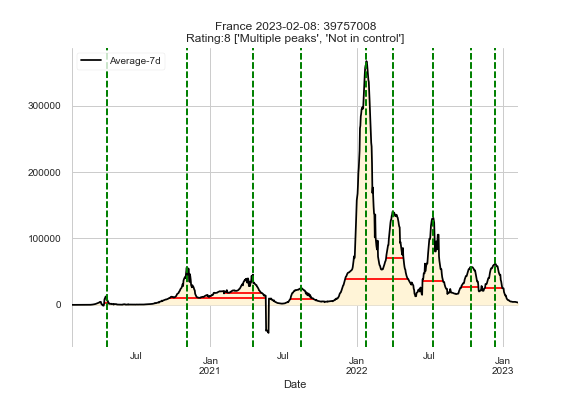 France 2023-02-08: 39757008
Rating:8 ['Multiple peaks', 'Not in control']
Average-7d
300000
200000
100000
0
Jul
Jan
2021
Jul
Jan
2022
Jul
Jan
2023
Date